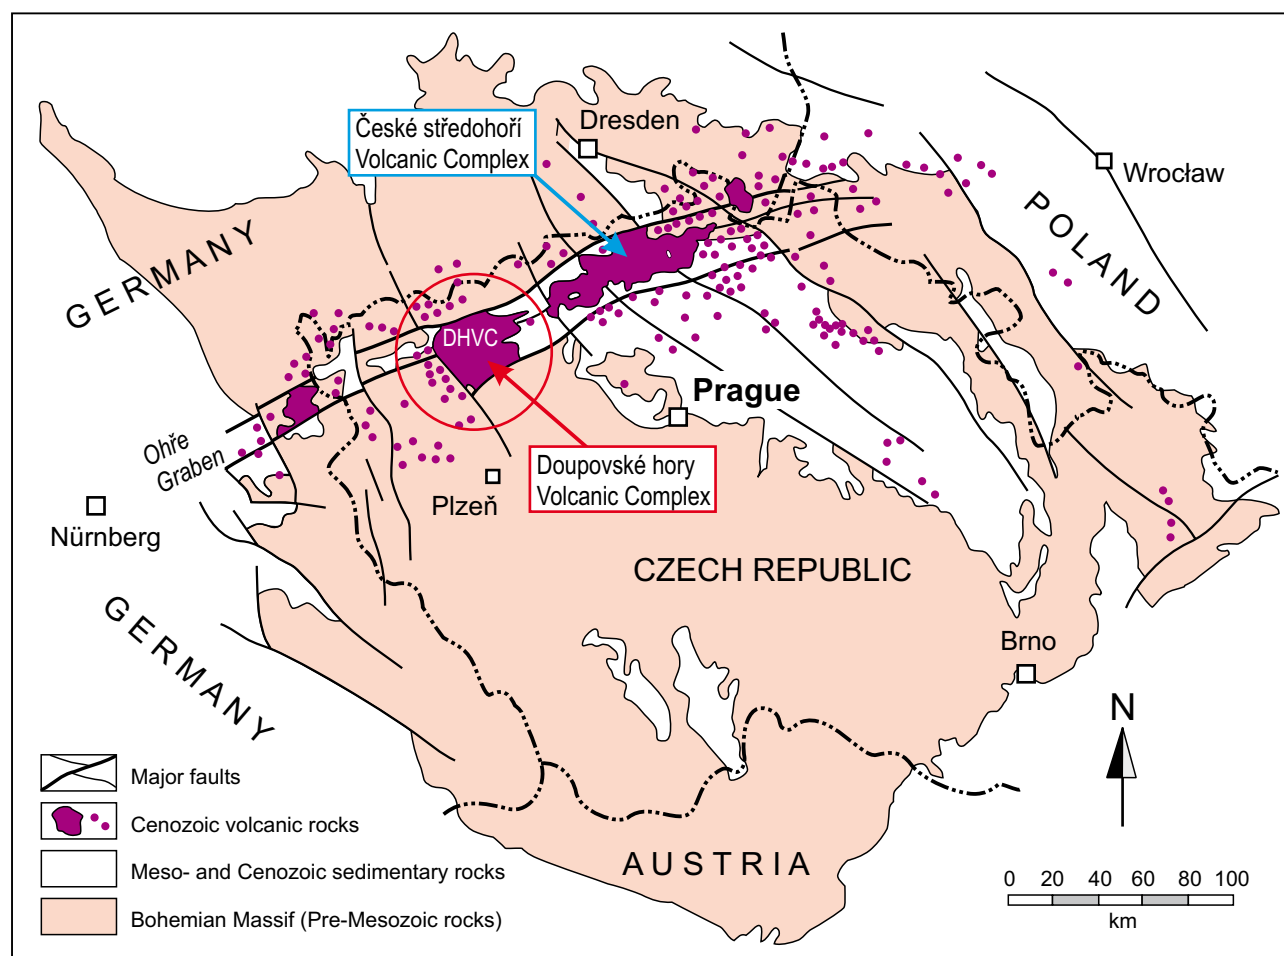 České středohoří
Volcanic Complex
Dresden
Wrocław
POLAND
GERMANY
DHVC
Prague
Ohře
Graben
Doupovské hory
Volcanic Complex
Plzeň
Nürnberg
CZECH REPUBLIC
GERMANY
Brno
N
Major faults
Cenozoic volcanic rocks
Meso- and Cenozoic sedimentary rocks
Bohemian Massif (Pre-Mesozoic rocks)
AUSTRIA
0 20 40 60 80 100
km